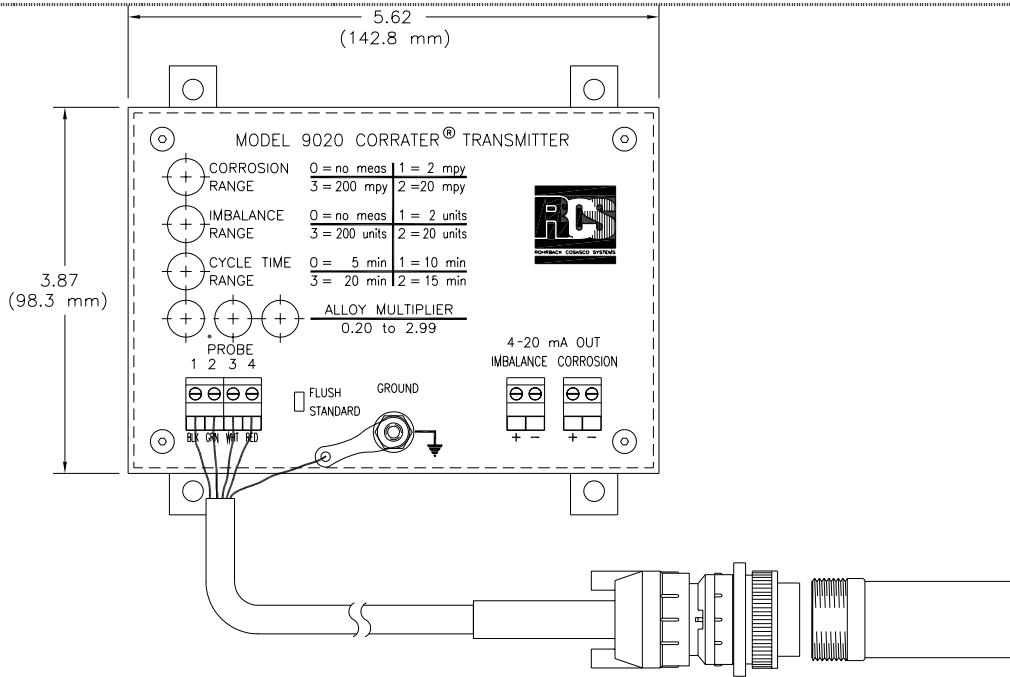 5.62
(142.8 mm)
MODEL 9020 CORRATER® TRANSMITTER
CORROSION RANGE
0 = no meas 1 = 2 mpy
3 = 200 mpy 2 = 20 mpy
IMBALANCE RANGE
0 = no meas 1 = 2 units
3 = 200 units 2 = 20 units
CYCLE TIME RANGE
0 = 5 min 1 = 10 min
3 = 20 min 2 = 15 min
ALLOY MULTIPLIER
0.20 to 2.99
RCS
ROHRBACK COSASCO SYSTEMS
3.87
(98.3 mm)
PROBE
1 2 3 4
BLK GRN WHT RED
FLUSH
STANDARD
GROUND
4-20 mA OUT
IMBALANCE CORROSION
+ − + −